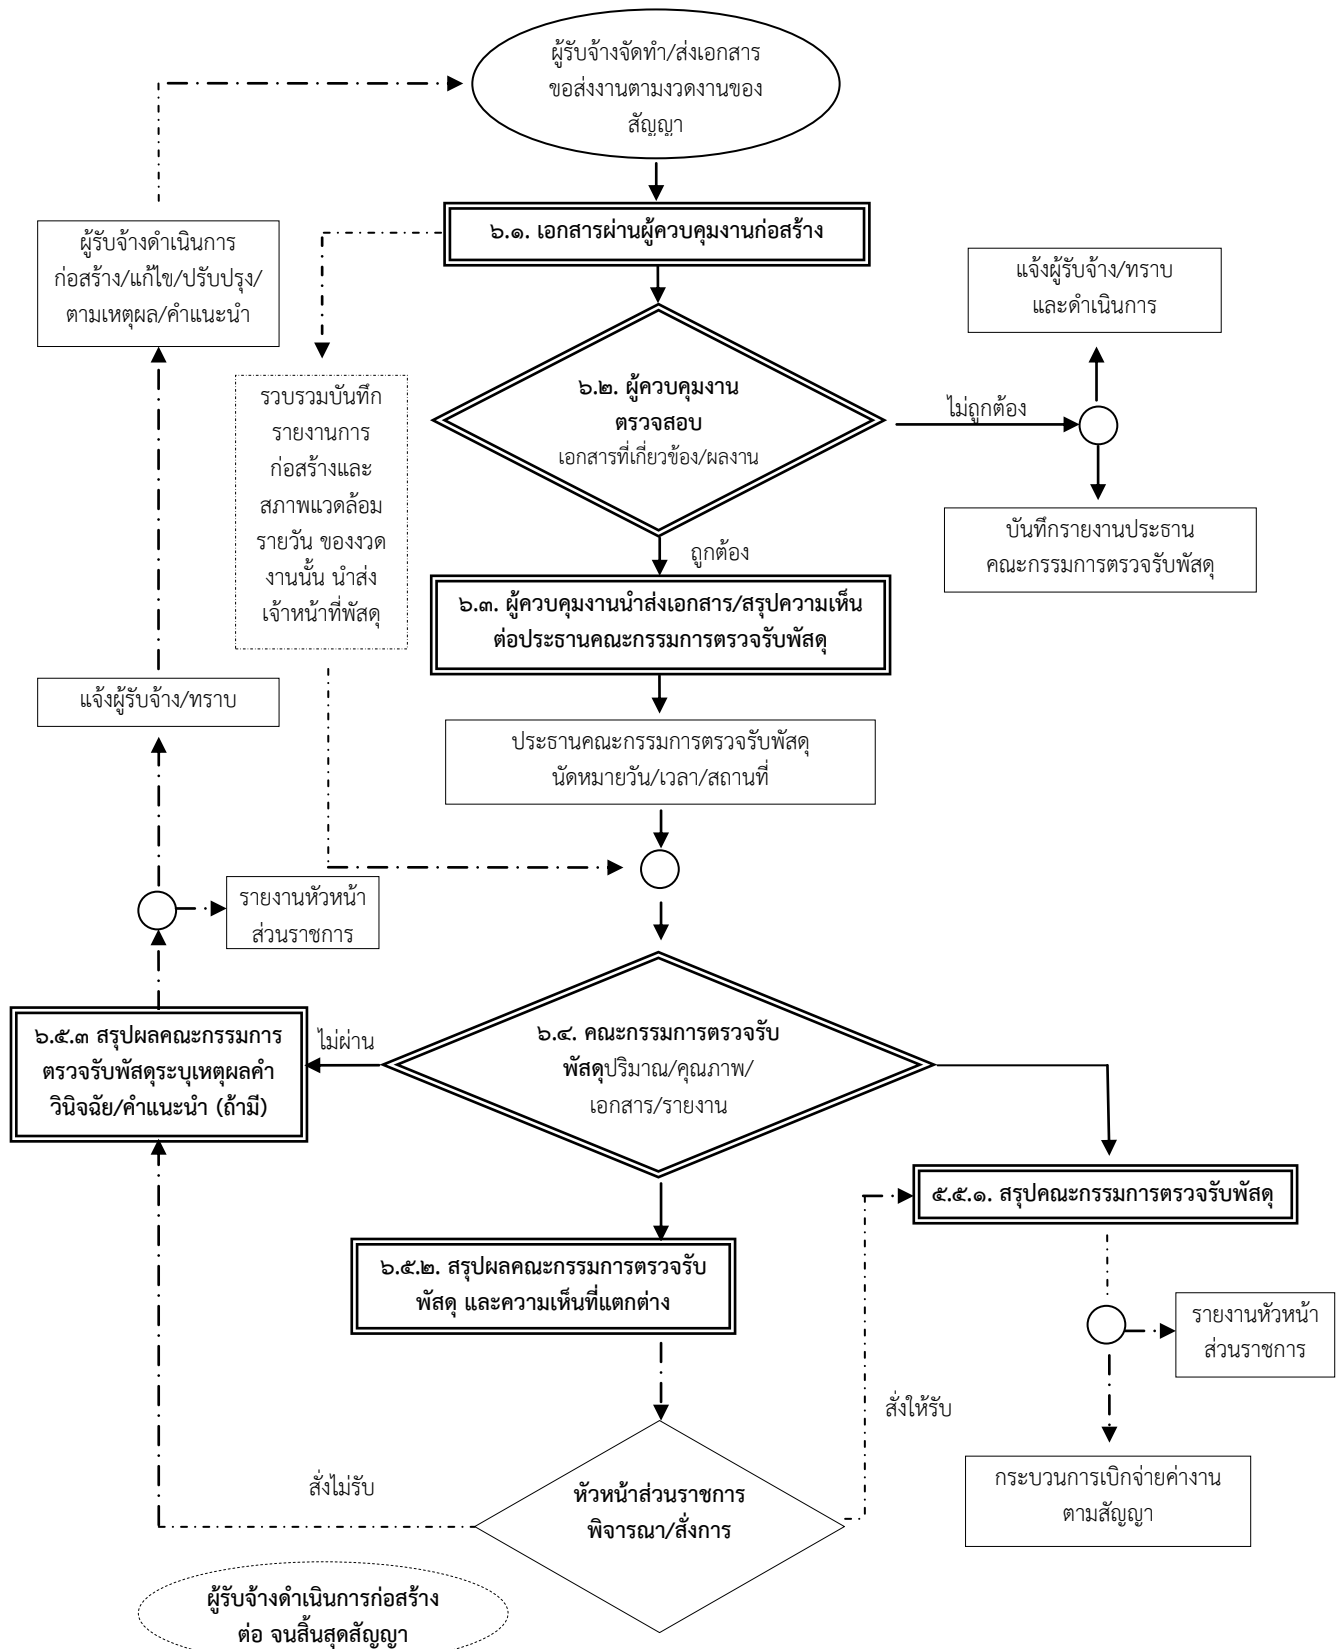 ผู้รับจ้างจัดทำ/ส่งเอกสาร
ขอส่งงานตามงวดงานของ
สัญญา
๖.๑. เอกสารผ่านผู้ควบคุมงานก่อสร้าง
ผู้รับจ้างดำเนินการ
ก่อสร้าง/แก้ไข/ปรับปรุง/
ตามเหตุผล/คำแนะนำ
แจ้งผู้รับจ้าง/ทราบ
และดำเนินการ
๖.๒. ผู้ควบคุมงาน
ตรวจสอบ
เอกสารที่เกี่ยวข้อง/ผลงาน
ไม่ถูกต้อง
รวบรวมบันทึก
รายงานการ
ก่อสร้างและ
สภาพแวดล้อม
รายวัน ของงวด
งานนั้น นำส่ง
เจ้าหน้าที่พัสดุ
บันทึกรายงานประธาน
คณะกรรมการตรวจรับพัสดุ
ถูกต้อง
๖.๓. ผู้ควบคุมงานนำส่งเอกสาร/สรุปความเห็น
ต่อประธานคณะกรรมการตรวจรับพัสดุ
แจ้งผู้รับจ้าง/ทราบ
ประธานคณะกรรมการตรวจรับพัสดุ
นัดหมายวัน/เวลา/สถานที่
รายงานหัวหน้า
ส่วนราชการ
๖.๕.๓ สรุปผลคณะกรรมการ
ตรวจรับพัสดุระบุเหตุผลคำ
วินิจฉัย/คำแนะนำ (ถ้ามี)
ไม่ผ่าน
๖.๔. คณะกรรมการตรวจรับ
พัสดุปริมาณ/คุณภาพ/
เอกสาร/รายงาน
๕.๕.๑. สรุปคณะกรรมการตรวจรับพัสดุ
๖.๕.๒. สรุปผลคณะกรรมการตรวจรับ
พัสดุ และความเห็นที่แตกต่าง
รายงานหัวหน้า
ส่วนราชการ
สั่งให้รับ
สั่งไม่รับ
หัวหน้าส่วนราชการ
พิจารณา/สั่งการ
กระบวนการเบิกจ่ายค่างาน
ตามสัญญา
ผู้รับจ้างดำเนินการก่อสร้าง
ต่อ จนสิ้นสุดสัญญา